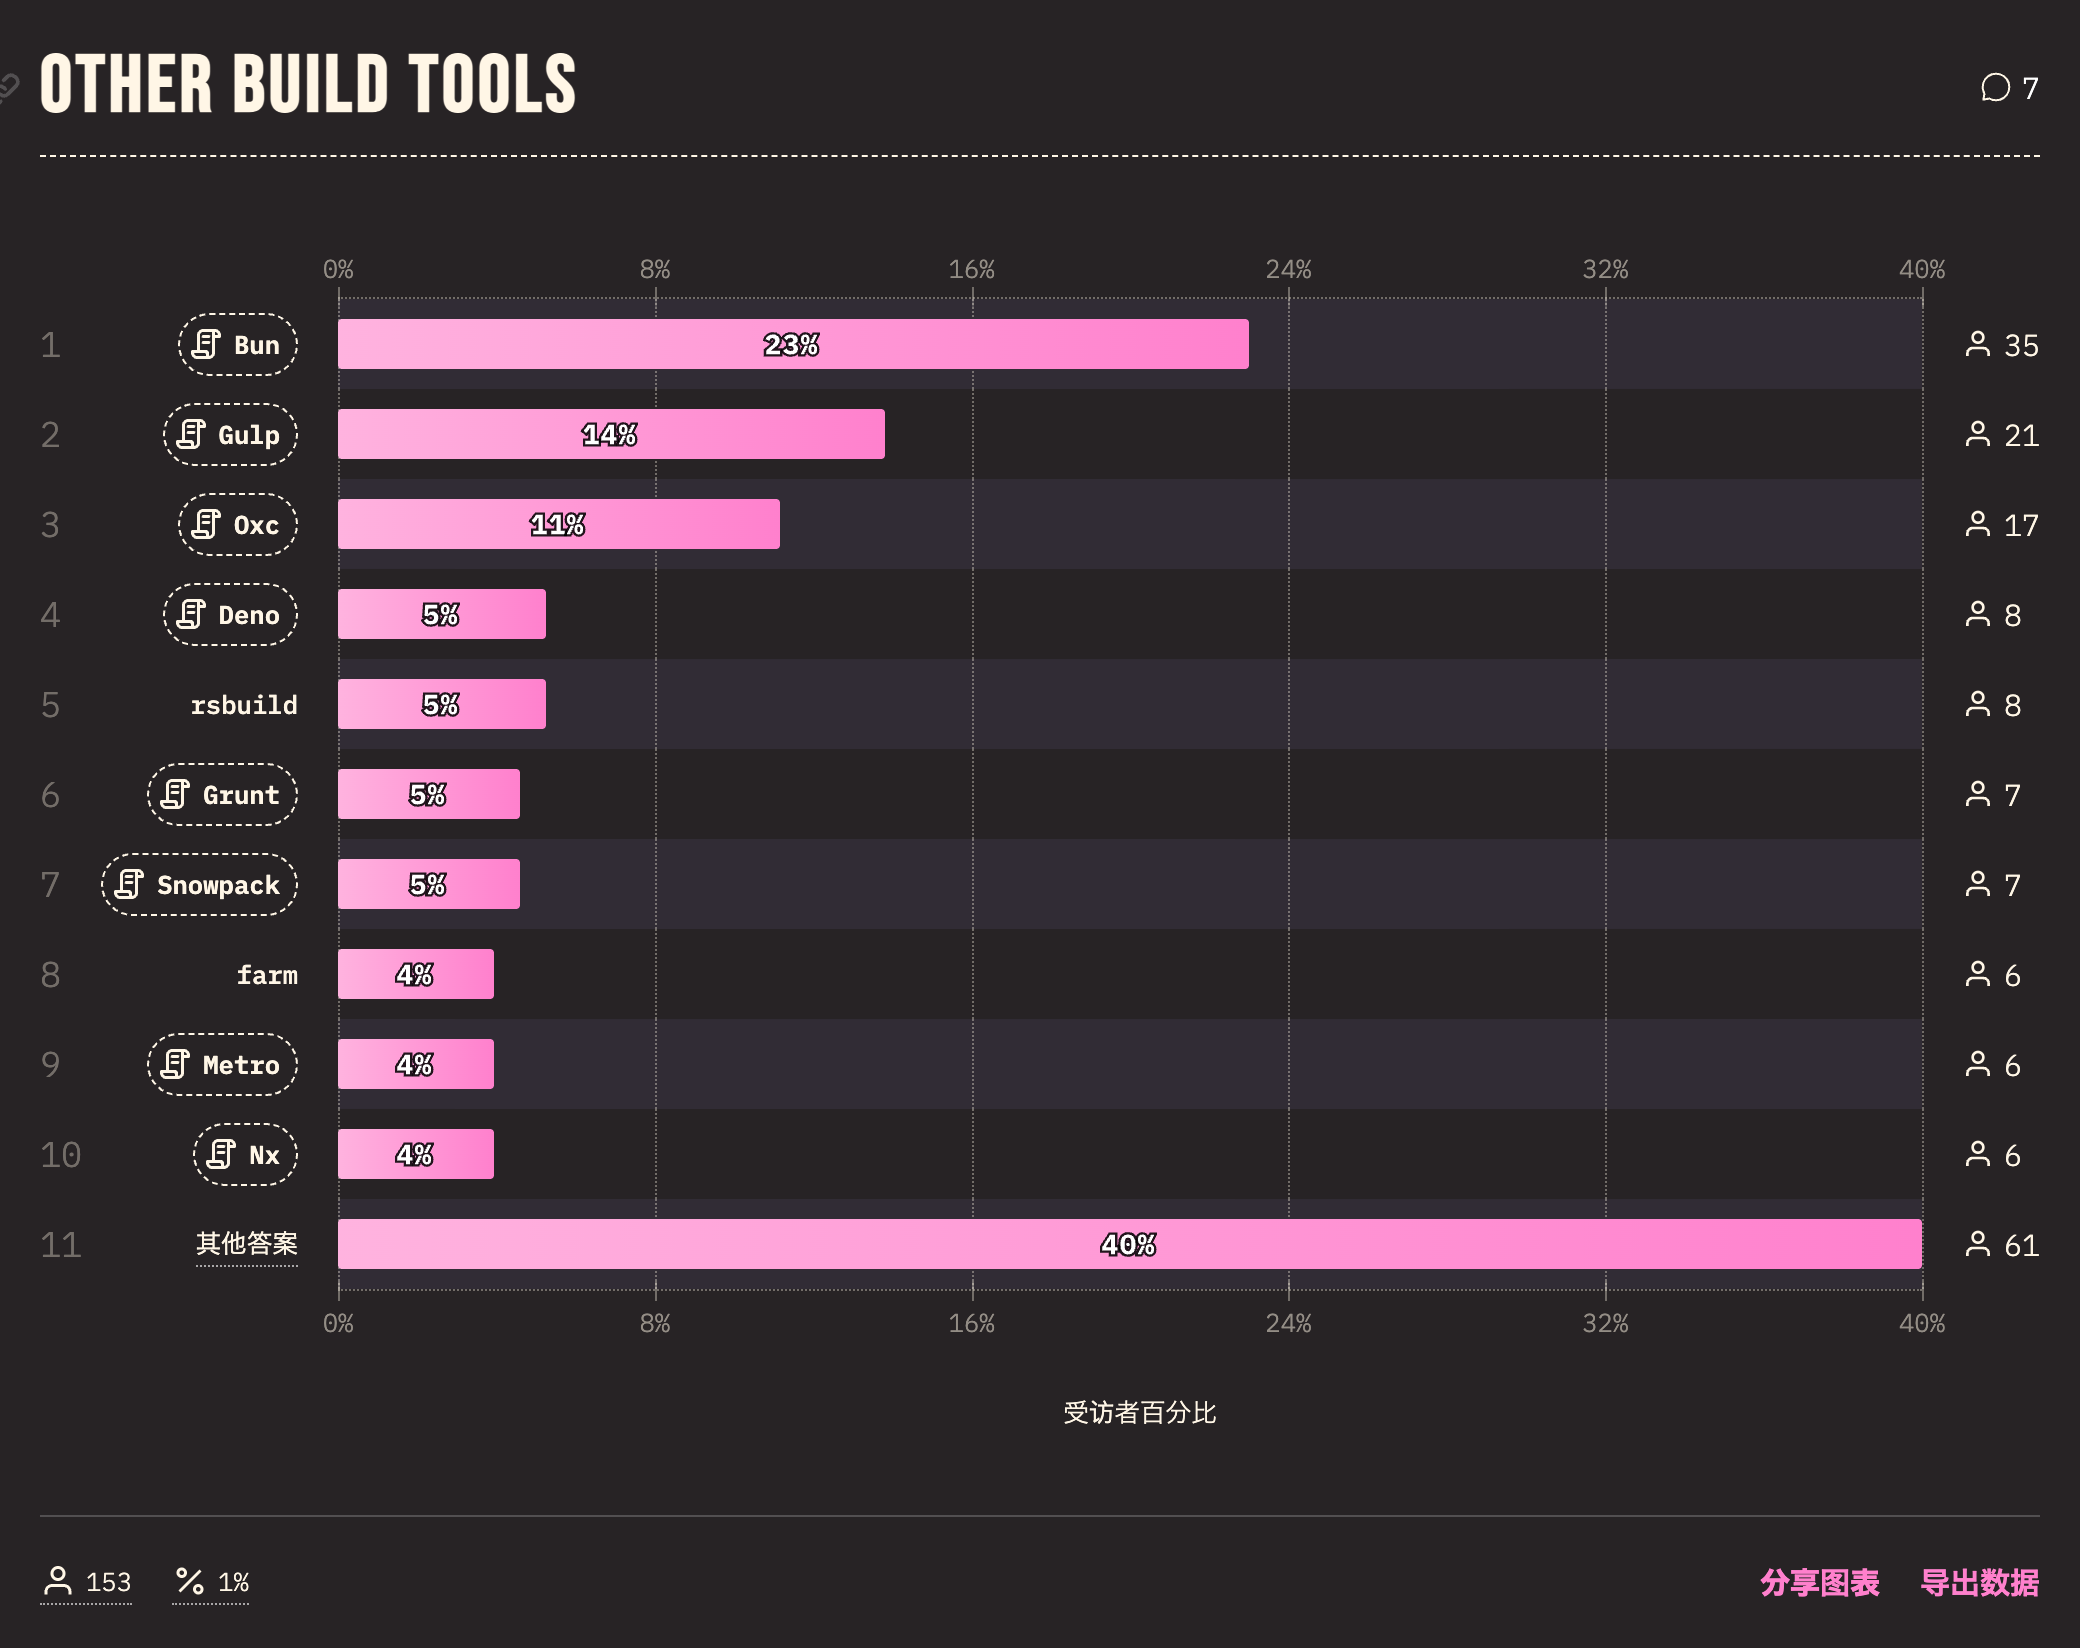 OTHER BUILD TOOLS
7
0% 8% 16% 24% 32% 40%
1 Bun 23% 35
2 Gulp 14% 21
3 Oxc 11% 17
4 Deno 5% 8
5 rsbuild 5% 8
6 Grunt 5% 7
7 Snowpack 5% 7
8 farm 4% 6
9 Metro 4% 6
10 Nx 4% 6
11 其他答案 40% 61
0% 8% 16% 24% 32% 40%
受访者百分比
153 1% 分享图表 导出数据